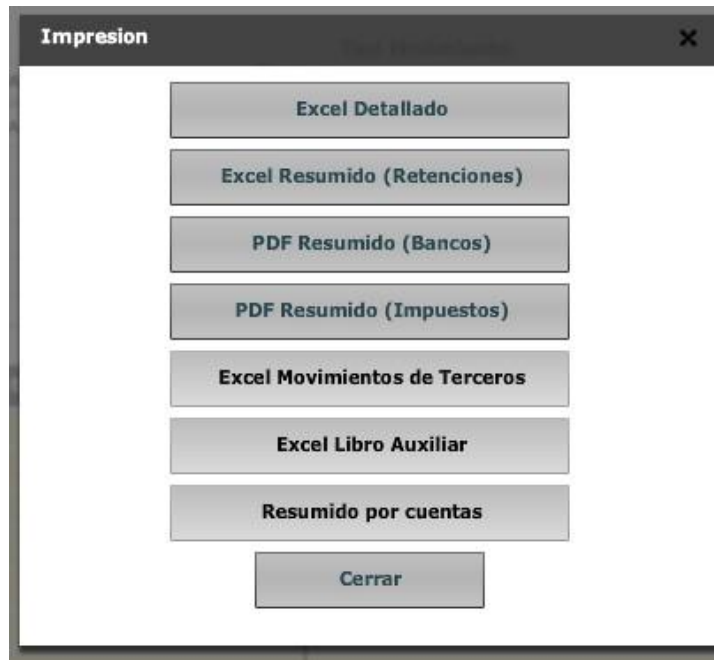 Impresion
Excel Detallado
Excel Resumido (Retenciones)
PDF Resumido (Bancos)
PDF Resumido (Impuestos)
Excel Movimientos de Terceros
Excel Libro Auxiliar
Resumido por cuentas
Cerrar